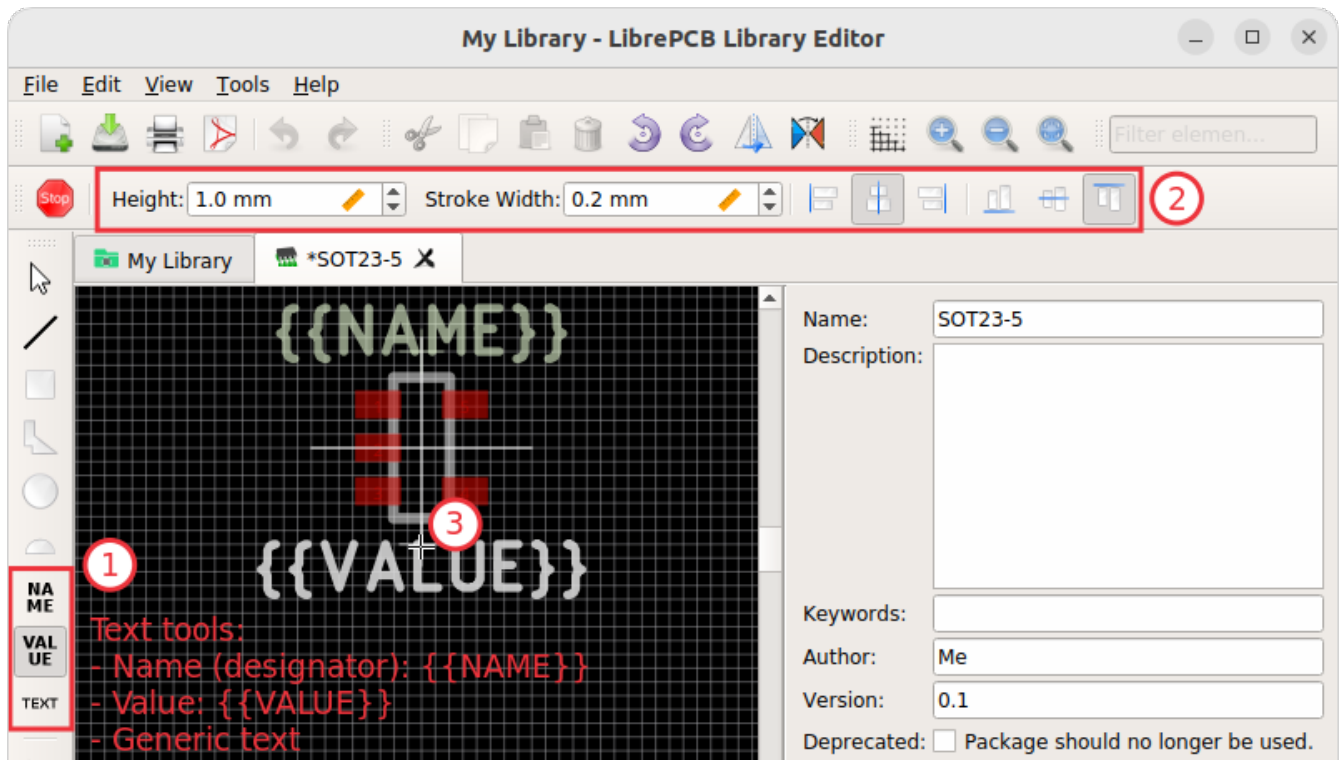 My Library - LibrePCB Library Editor
File Edit View Tools Help
Filter elemen...
Stop Height: 1.0 mm Stroke Width: 0.2 mm 2
My Library *SOT23-5
{{NAME}}
3
{{VALUE}}
1
NA
ME
VAL
UE
TEXT
Text tools:
- Name (designator): {{NAME}}
- Value: {{VALUE}}
- Generic text
Name: SOT23-5
Description:
Keywords:
Author: Me
Version: 0.1
Deprecated: Package should no longer be used.